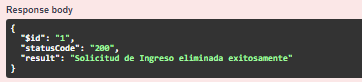 Response body
{
  "$id": "1",
  "statusCode": "200",
  "result": "Solicitud de Ingreso eliminada exitosamente"
}